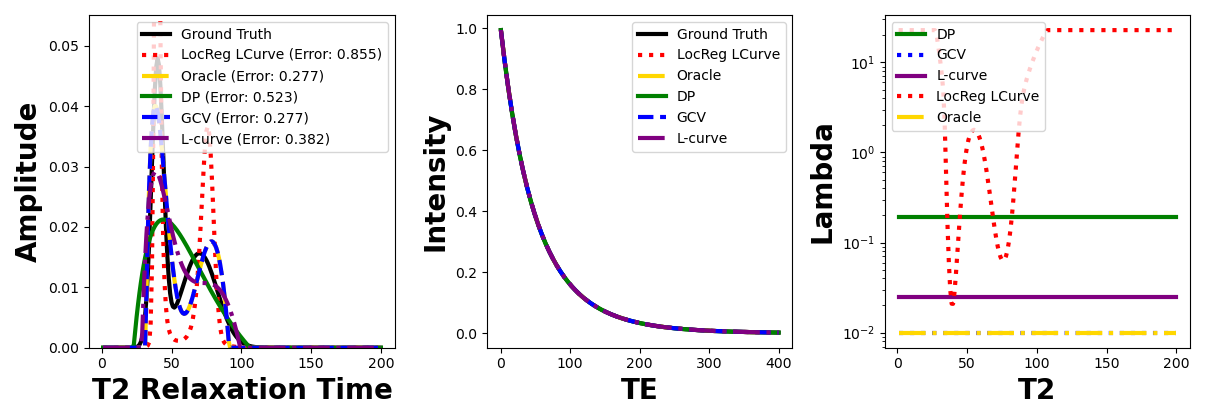 Amplitude
0.05
0.04
0.03
0.02
0.01
0.00
Ground Truth
LocReg LCurve (Error: 0.855)
Oracle (Error: 0.277)
DP (Error: 0.523)
GCV (Error: 0.277)
L-curve (Error: 0.382)
0 50 100 150 200
T2 Relaxation Time
Intensity
1.0
0.8
0.6
0.4
0.2
0.0
Ground Truth
LocReg LCurve
Oracle
DP
GCV
L-curve
0 100 200 300 400
TE
Lambda
10¹
10⁰
10⁻¹
10⁻²
DP
GCV
L-curve
LocReg LCurve
Oracle
0 50 100 150 200
T2